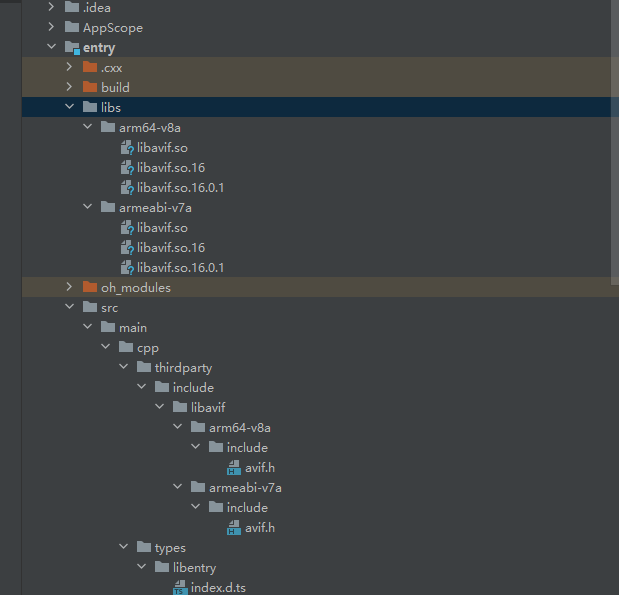 .idea
AppScope
entry
.cxx
build
libs
arm64-v8a
libavif.so
libavif.so.16
libavif.so.16.0.1
armeabi-v7a
libavif.so
libavif.so.16
libavif.so.16.0.1
oh_modules
src
main
cpp
thirdparty
include
libavif
arm64-v8a
include
avif.h
armeabi-v7a
include
avif.h
types
libentry
index.d.ts